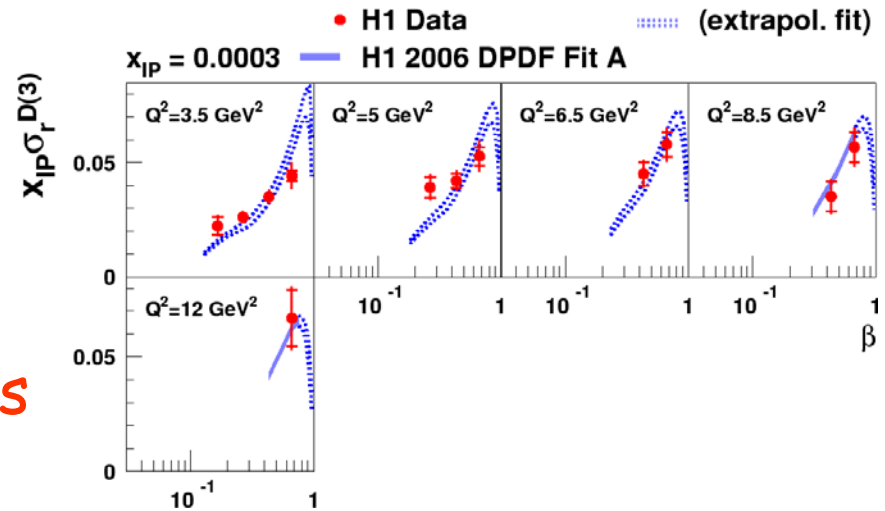 H1 Data (extrapol. fit)
x_IP = 0.0003 H1 2006 DPDF Fit A
x_IP σ_r^D(3)
Q²=3.5 GeV² Q²=5 GeV² Q²=6.5 GeV² Q²=8.5 GeV²
0.05
0
10⁻¹ 1 10⁻¹ 1 10⁻¹ 1
β
Q²=12 GeV²
0.05
s
0
10⁻¹ 1